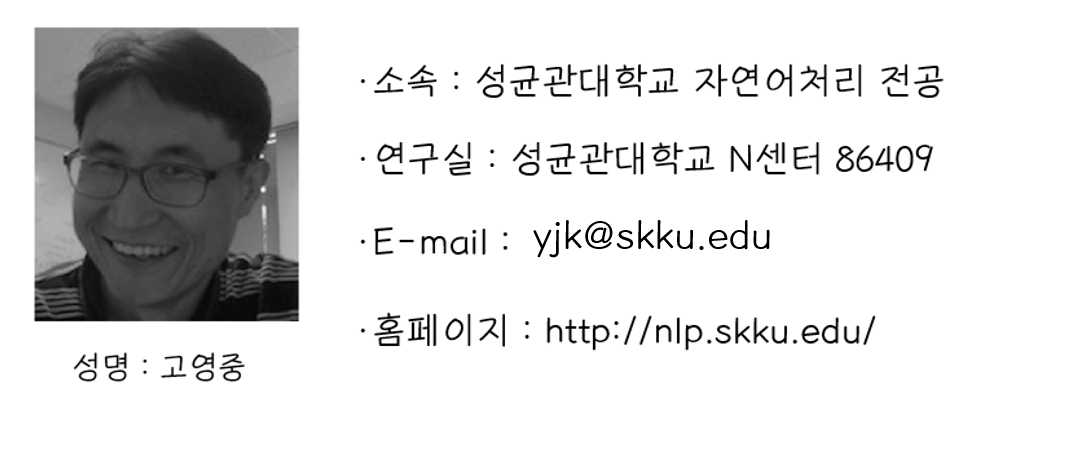 · 소속 : 성균관대학교 자연어처리 전공
· 연구실 : 성균관대학교 N센터 86409
· E-mail : yjk@skku.edu
· 홈페이지 : http://nlp.skku.edu/
성명 : 고영중